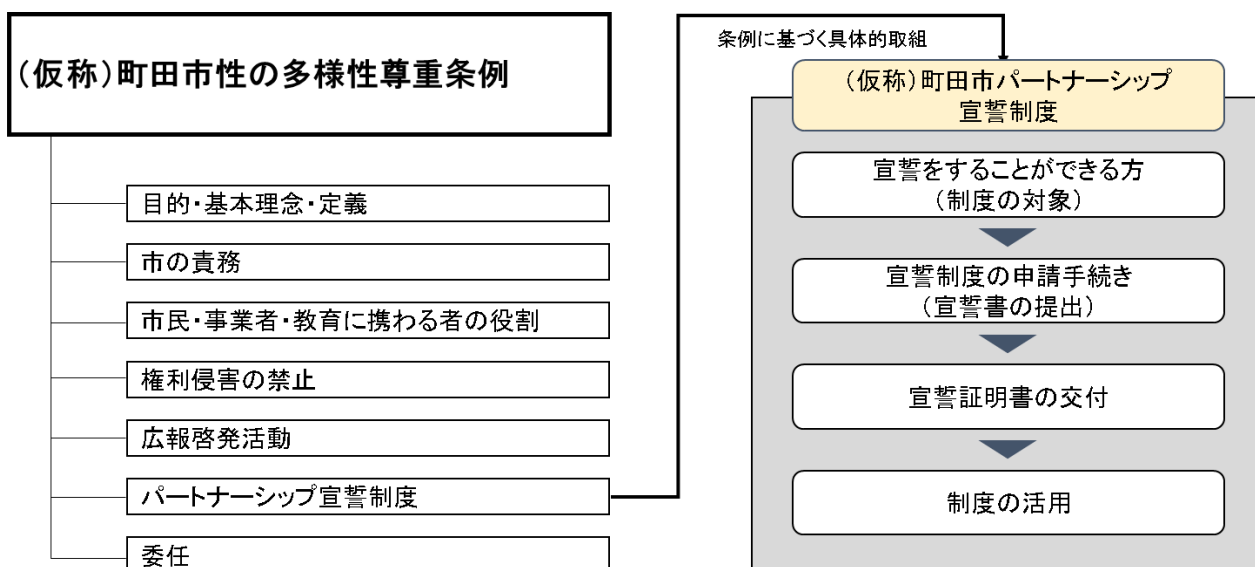 (仮称)町田市性の多様性尊重条例
目的・基本理念・定義
市の責務
市民・事業者・教育に携わる者の役割
権利侵害の禁止
広報啓発活動
パートナーシップ宣誓制度
委任
条例に基づく具体的取組
(仮称)町田市パートナーシップ
宣誓制度
宣誓をすることができる方
(制度の対象)
宣誓制度の申請手続き
(宣誓書の提出)
宣誓証明書の交付
制度の活用